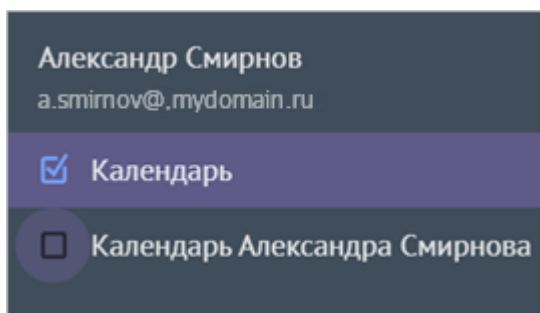 Александр Смирнов
a.smirnov@.mydomain.ru
Календарь
Календарь Александра Смирнова